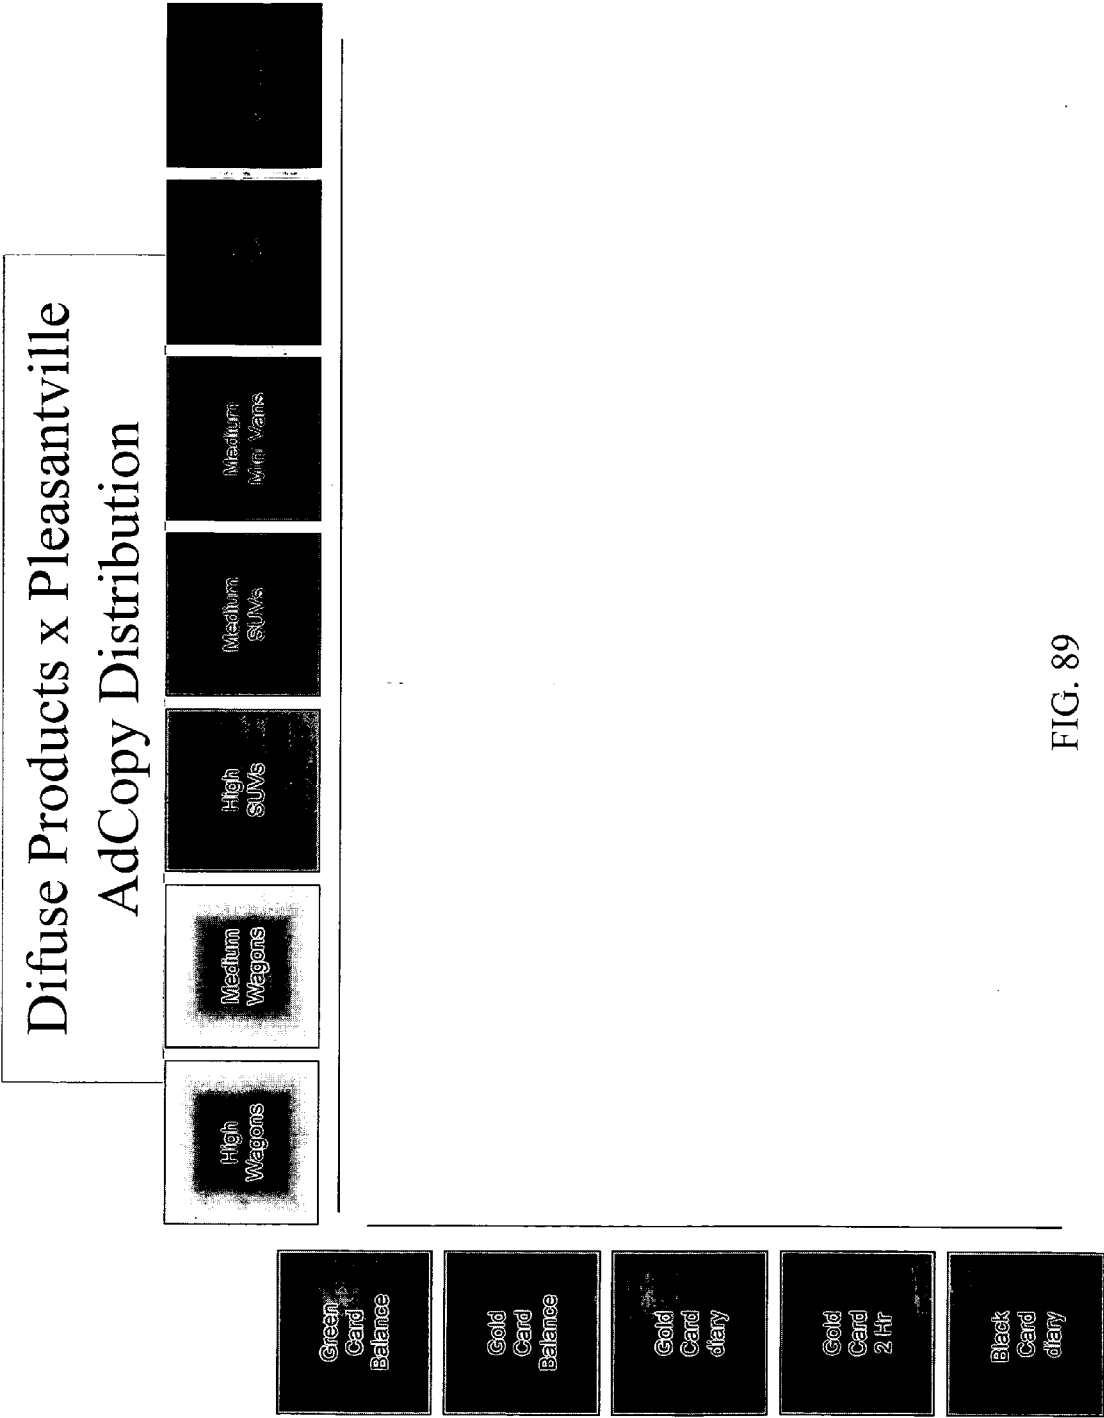 Difuse Products x Pleasantville
AdCopy Distribution
High
Wagons
Medium
Wagons
High
SUVs
Medium
SUVs
Medium
Mini Vans
Green
Card
Balance
Gold
Card
Balance
Gold
Card
diary
Gold
Card
2 Hr
Black
Card
diary
FIG. 89